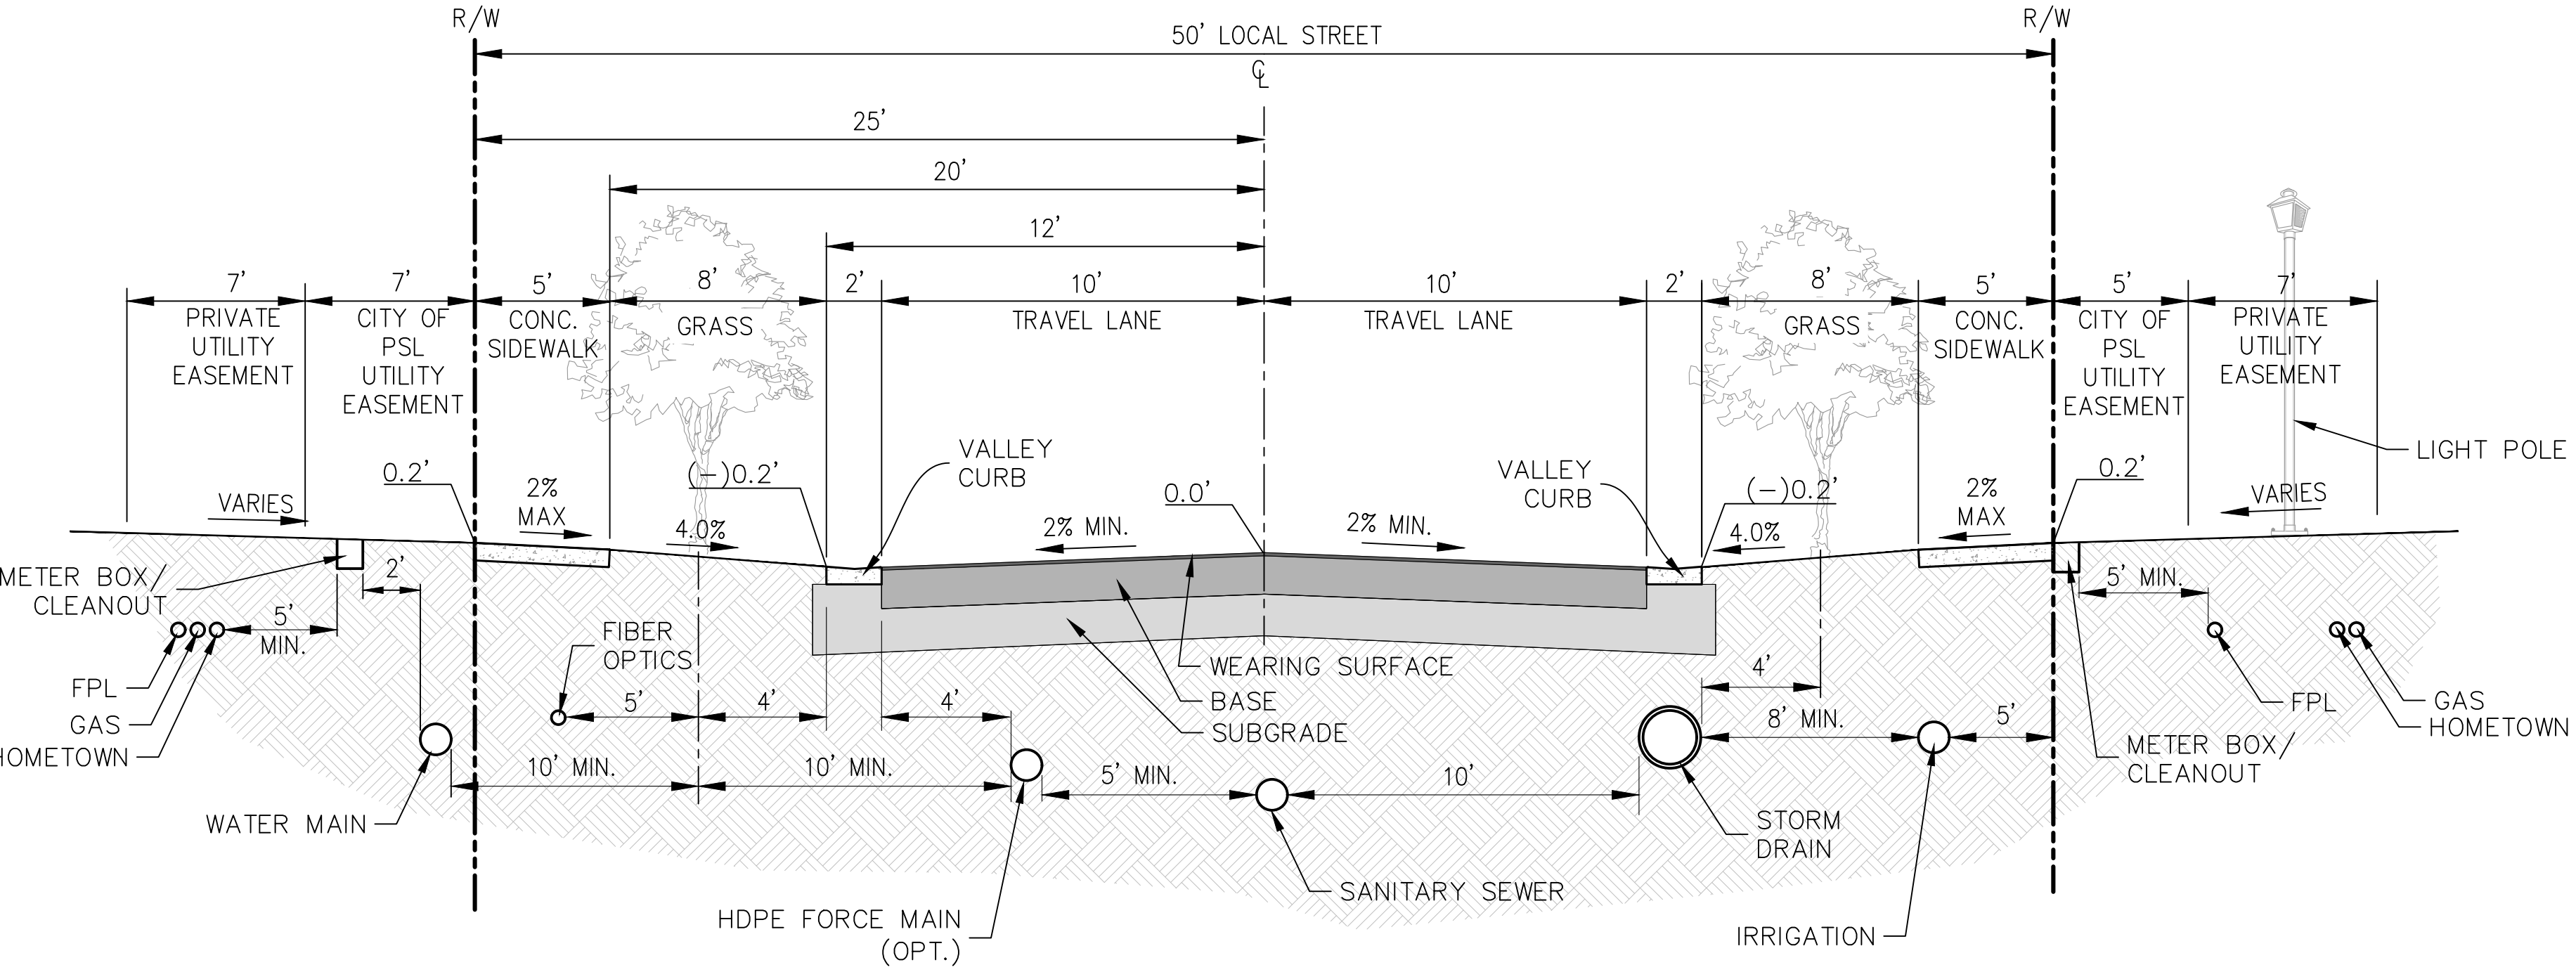 R/W
R/W
50' LOCAL STREET
℄
25'
20'
12'
7'
7'
5'
8'
2'
10'
10'
2'
8'
5'
5'
7'
PRIVATE
UTILITY
EASEMENT
CITY OF
PSL
UTILITY
EASEMENT
CONC.
SIDEWALK
GRASS
TRAVEL LANE
TRAVEL LANE
GRASS
CONC.
SIDEWALK
CITY OF
PSL
UTILITY
EASEMENT
PRIVATE
UTILITY
EASEMENT
LIGHT POLE
VARIES
0.2'
2%
MAX
4.0%
(-)0.2'
VALLEY
CURB
2% MIN.
0.0'
2% MIN.
VALLEY
CURB
(-)0.2'
4.0%
2%
MAX
0.2'
VARIES
METER BOX/
CLEANOUT
2'
5'
MIN.
5' MIN.
FIBER
OPTICS
WEARING SURFACE
BASE
SUBGRADE
FPL
GAS
HOMETOWN
5'
4'
4'
4'
8' MIN.
5'
FPL
GAS
HOMETOWN
METER BOX/
CLEANOUT
10' MIN.
10' MIN.
5' MIN.
10'
WATER MAIN
STORM
DRAIN
SANITARY SEWER
HDPE FORCE MAIN
(OPT.)
IRRIGATION